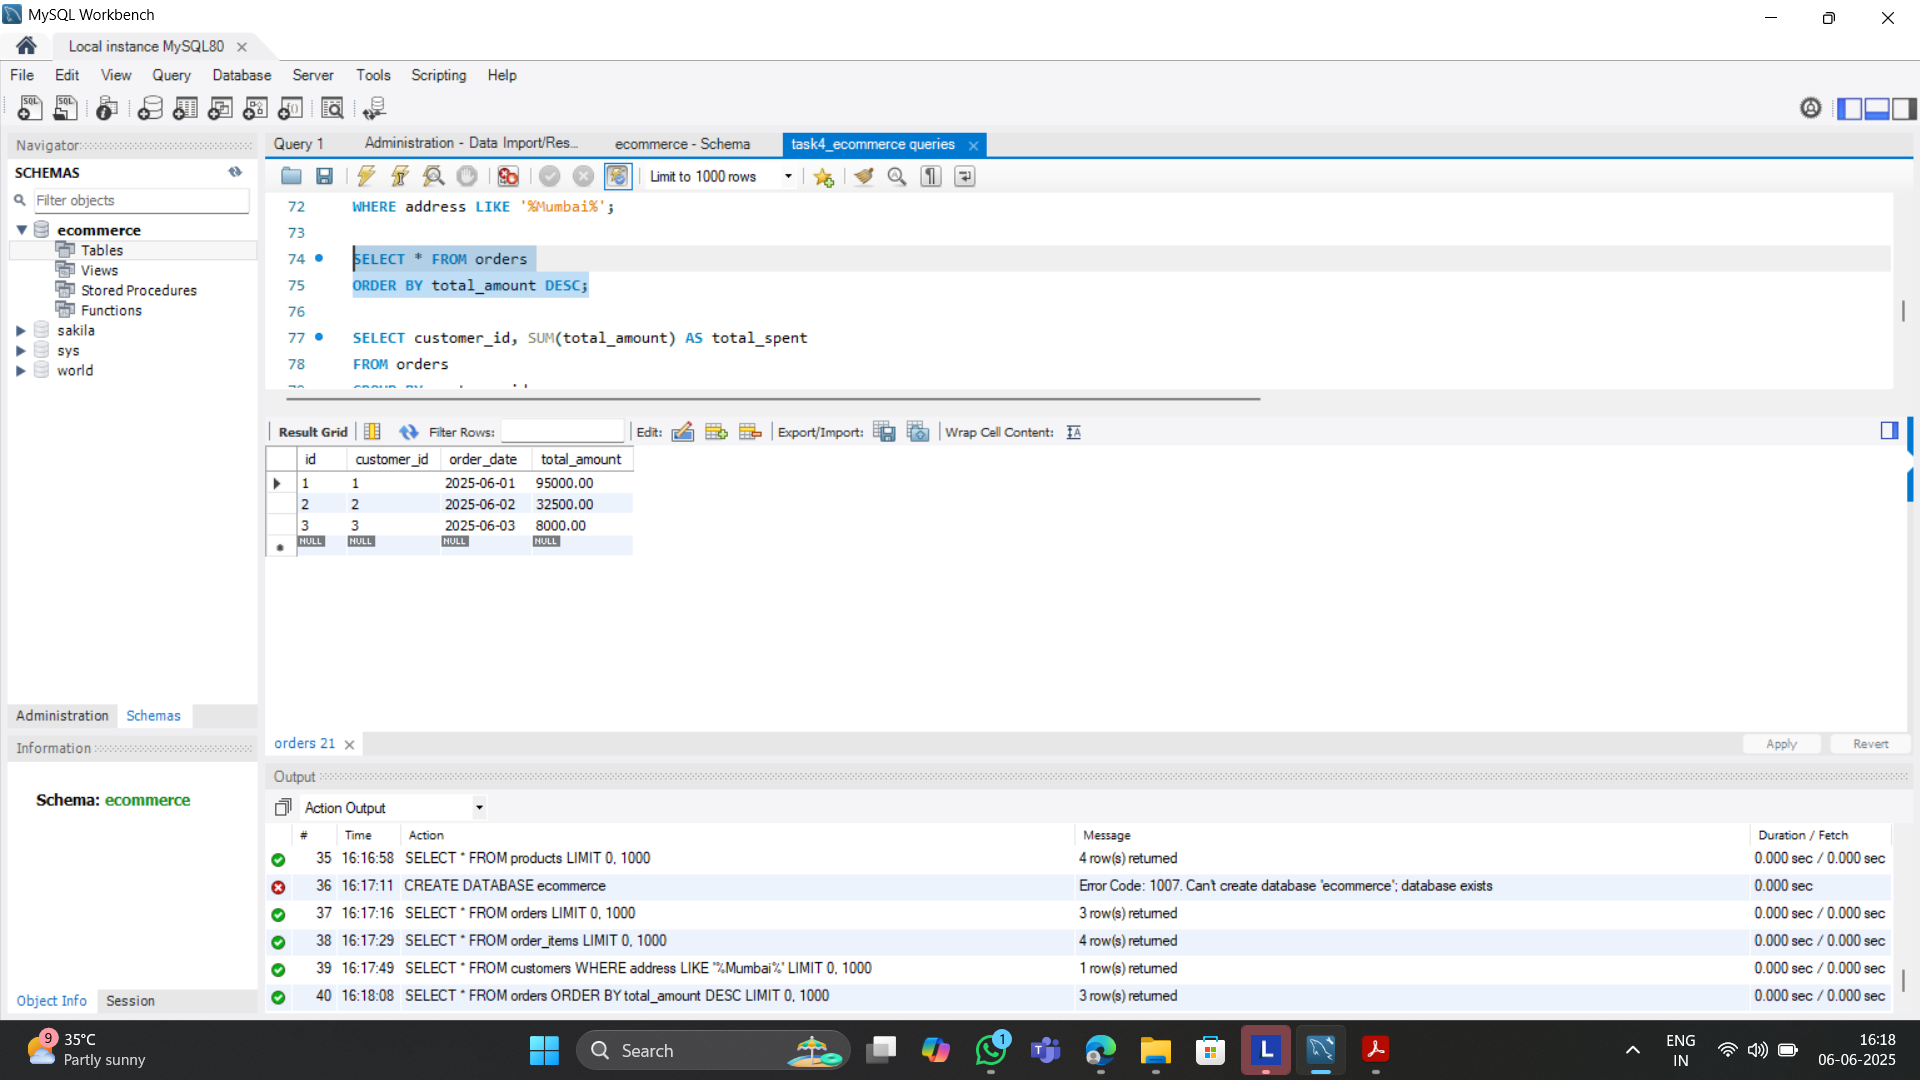 MySQL Workbench
Local instance MySQL80
File Edit View Query Database Server Tools Scripting Help
Navigator
SCHEMAS
Filter objects
ecommerce
Tables
Views
Stored Procedures
Functions
sakila
sys
world
Administration Schemas
Information
Schema: ecommerce
Object Info Session
Query 1 Administration - Data Import/Res... ecommerce - Schema task4_ecommerce queries
Limit to 1000 rows
72 WHERE address LIKE '%Mumbai%';
73
74 SELECT * FROM orders
75 ORDER BY total_amount DESC;
76
77 SELECT customer_id, SUM(total_amount) AS total_spent
78 FROM orders
Result Grid Filter Rows: Edit: Export/Import: Wrap Cell Content:
id customer_id order_date total_amount
1 1 2025-06-01 95000.00
2 2 2025-06-02 32500.00
3 3 2025-06-03 8000.00
NULL NULL NULL NULL
orders 21
Apply Revert
Output
Action Output
# Time Action Message Duration / Fetch
35 16:16:58 SELECT * FROM products LIMIT 0, 1000 4 row(s) returned 0.000 sec / 0.000 sec
36 16:17:11 CREATE DATABASE ecommerce Error Code: 1007. Can't create database 'ecommerce'; database exists 0.000 sec
37 16:17:16 SELECT * FROM orders LIMIT 0, 1000 3 row(s) returned 0.000 sec / 0.000 sec
38 16:17:29 SELECT * FROM order_items LIMIT 0, 1000 4 row(s) returned 0.000 sec / 0.000 sec
39 16:17:49 SELECT * FROM customers WHERE address LIKE '%Mumbai%' LIMIT 0, 1000 1 row(s) returned 0.000 sec / 0.000 sec
40 16:18:08 SELECT * FROM orders ORDER BY total_amount DESC LIMIT 0, 1000 3 row(s) returned 0.000 sec / 0.000 sec
9
35°C
Partly sunny
Search
1
L
ENG
IN
16:18
06-06-2025